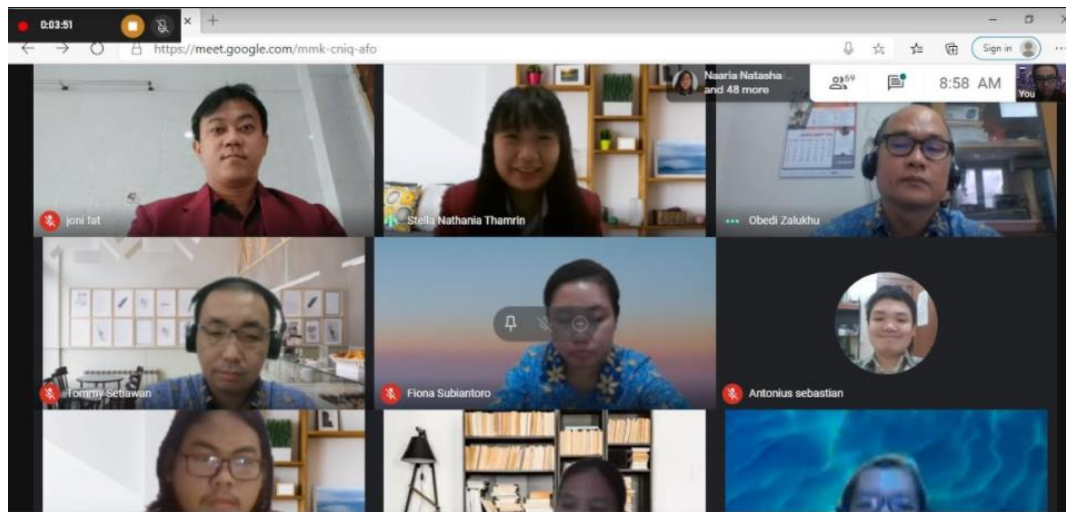 0:03:51
https://meet.google.com/mmk-cniq-afo
Sign in
Naaria Natasha ...
and 48 more
69
8:58 AM
You
joni fat
Stella Nathania Thamrin
Obedi Zalukhu
Tommy Setiawan
Fiona Subiantoro
Antonius sebastian